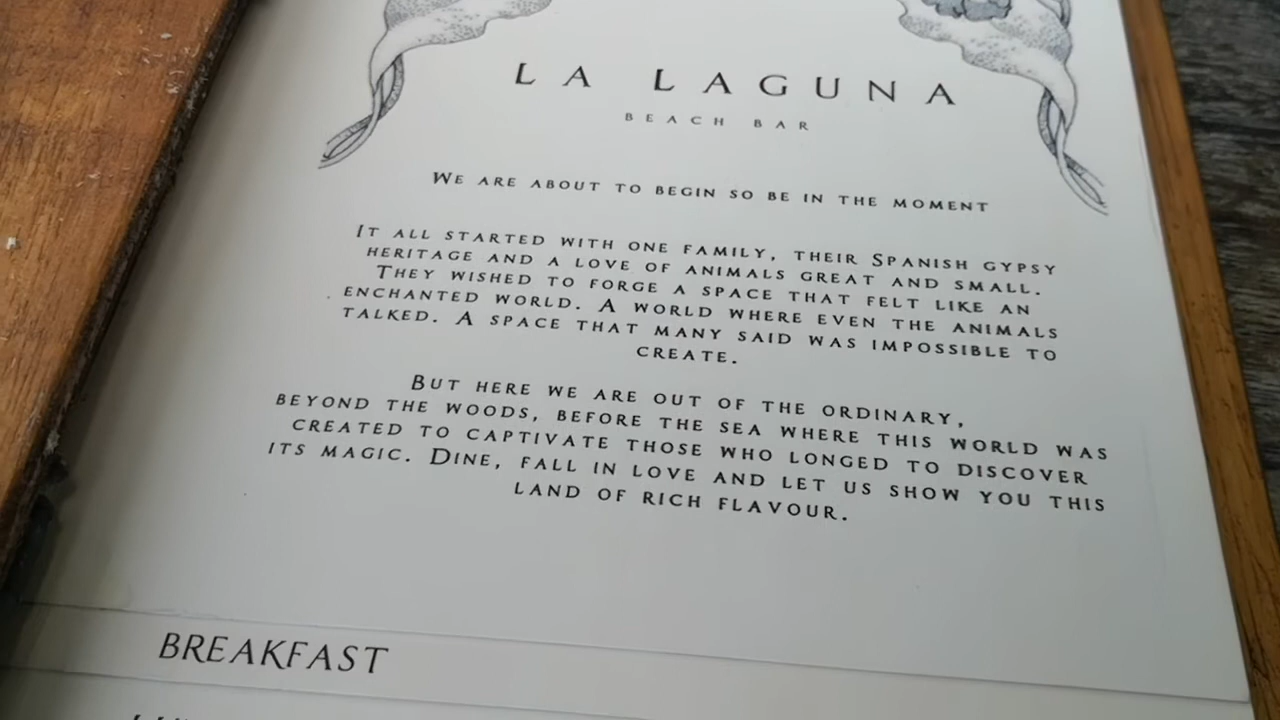 LA LAGUNA
BEACH BAR
WE ARE ABOUT TO BEGIN SO BE IN THE MOMENT
IT ALL STARTED WITH ONE FAMILY, THEIR SPANISH GYPSY
HERITAGE AND A LOVE OF ANIMALS GREAT AND SMALL.
THEY WISHED TO FORGE A SPACE THAT FELT LIKE AN
ENCHANTED WORLD. A WORLD WHERE EVEN THE ANIMALS
TALKED. A SPACE THAT MANY SAID WAS IMPOSSIBLE TO
CREATE.
BUT HERE WE ARE OUT OF THE ORDINARY,
BEYOND THE WOODS, BEFORE THE SEA WHERE THIS WORLD WAS
CREATED TO CAPTIVATE THOSE WHO LONGED TO DISCOVER
ITS MAGIC. DINE, FALL IN LOVE AND LET US SHOW YOU THIS
LAND OF RICH FLAVOUR.
BREAKFAST